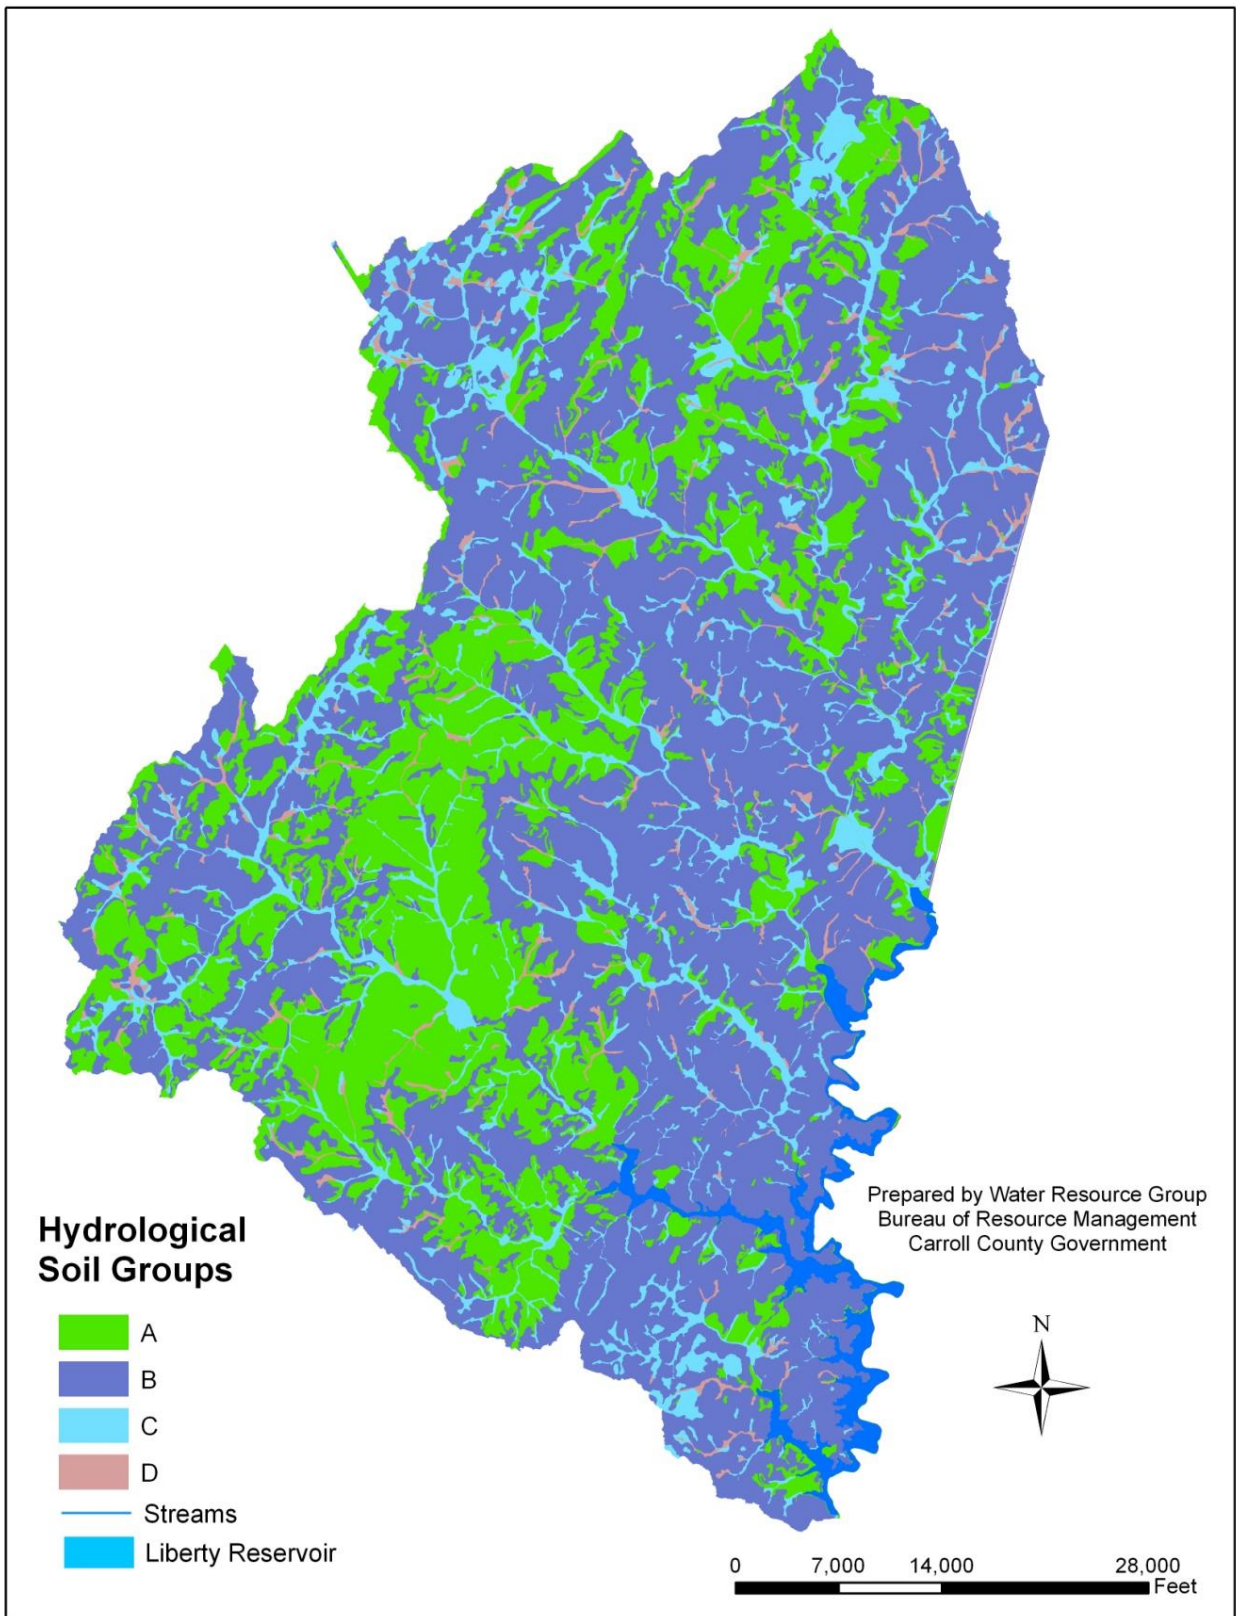 Prepared by Water Resource Group
Bureau of Resource Management
Carroll County Government
Hydrological
Soil Groups
A
B
C
D
Streams
Liberty Reservoir
N
0 7,000 14,000 28,000
Feet